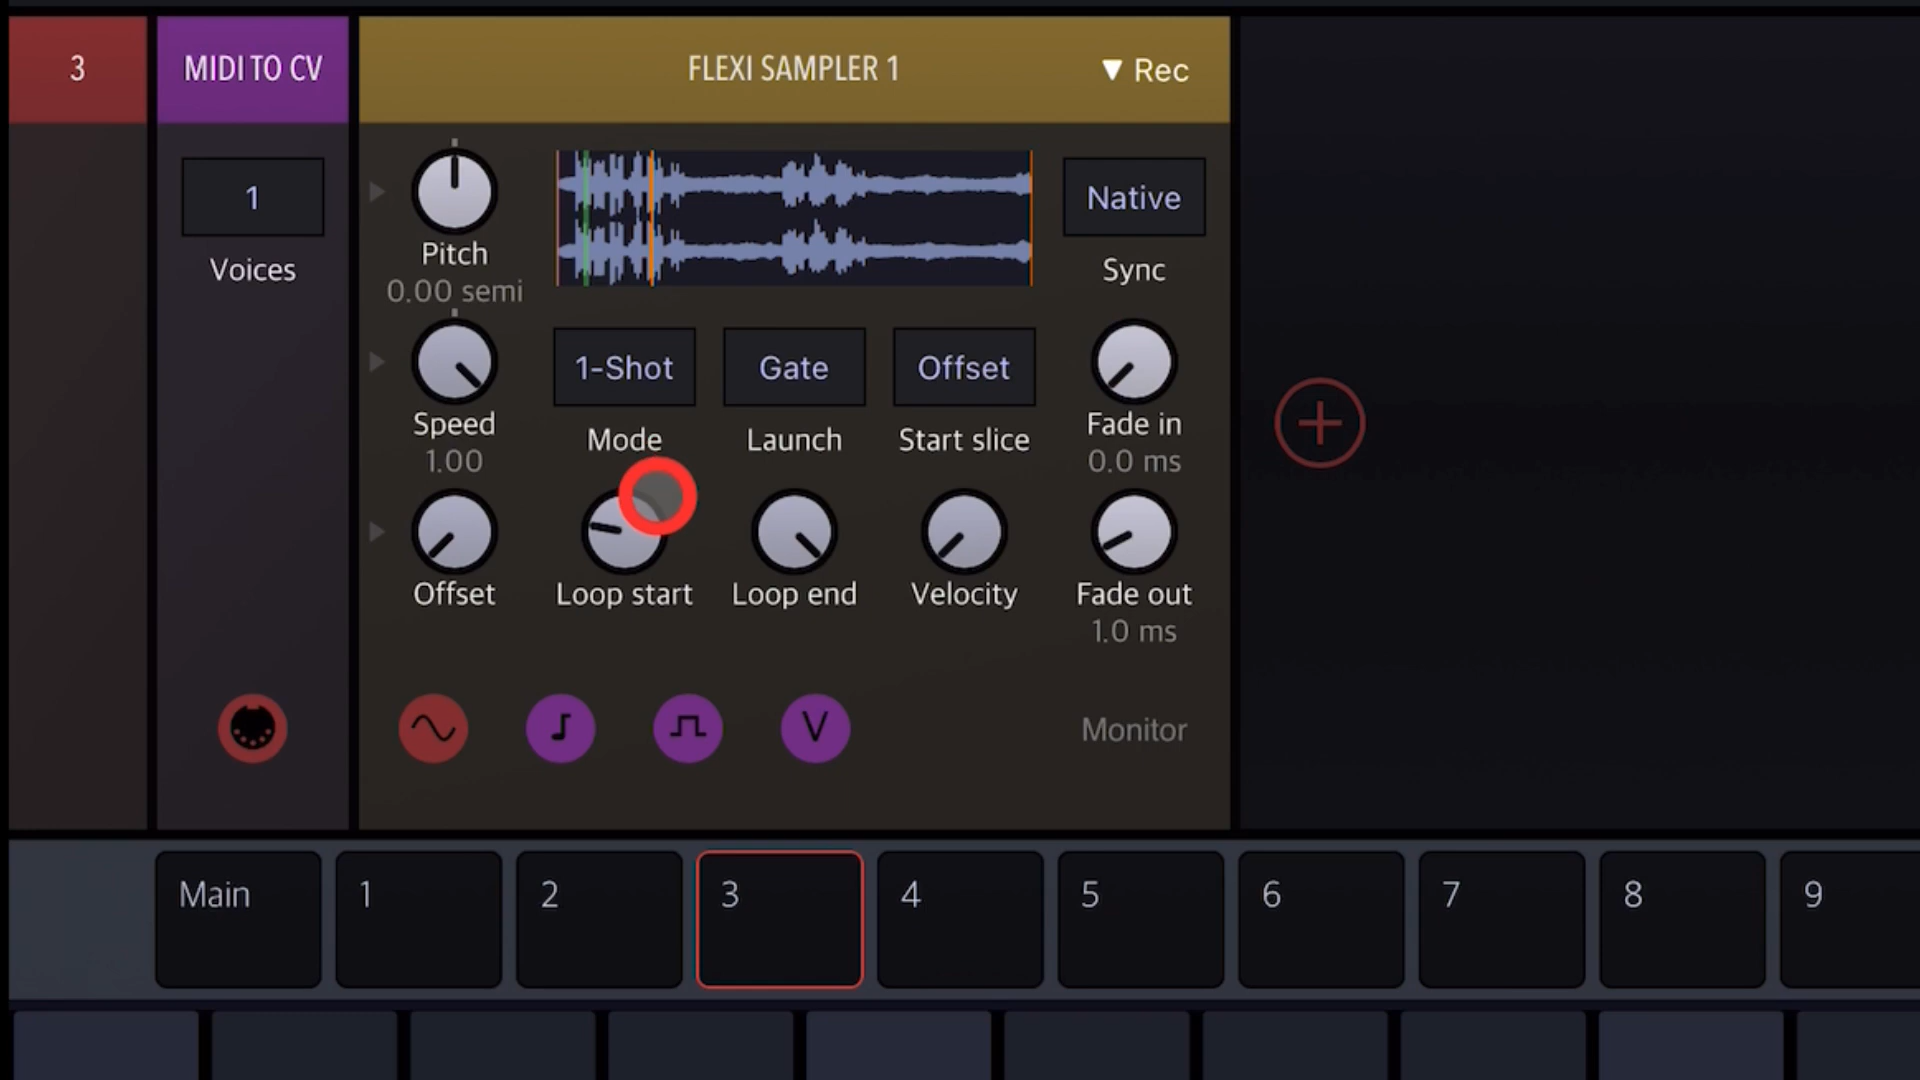 3
MIDI TO CV
FLEXI SAMPLER 1
▼ Rec
1
Voices
Pitch
0.00 semi
Native
Sync
Speed
1.00
1-Shot
Mode
Gate
Launch
Offset
Start slice
Fade in
0.0 ms
Offset
Loop start
Loop end
Velocity
Fade out
1.0 ms
V
Monitor
Main
1
2
3
4
5
6
7
8
9